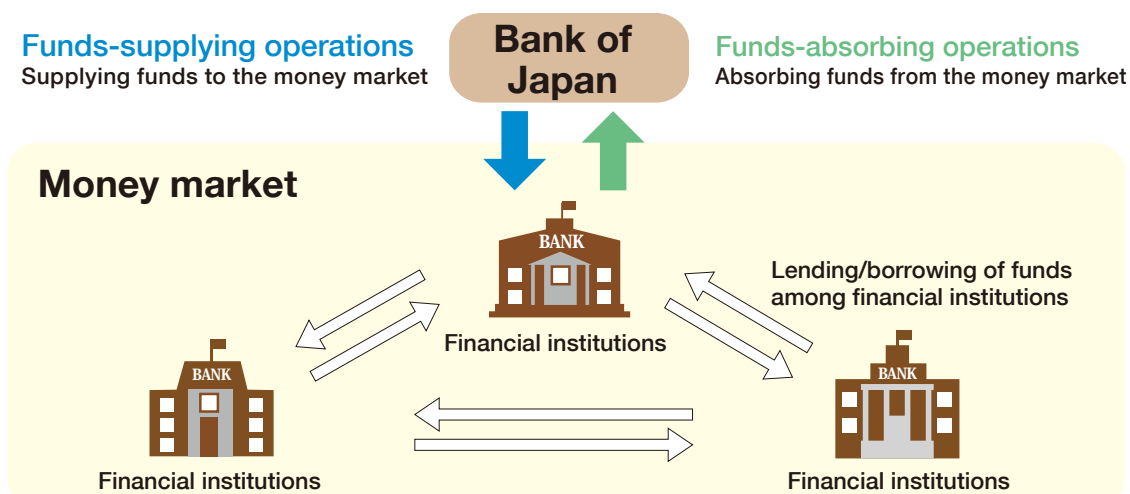 Funds-supplying operations
Supplying funds to the money market
Bank of
Japan
Funds-absorbing operations
Absorbing funds from the money market
Money market
BANK
Financial institutions
Lending/borrowing of funds
among financial institutions
BANK
Financial institutions
BANK
Financial institutions